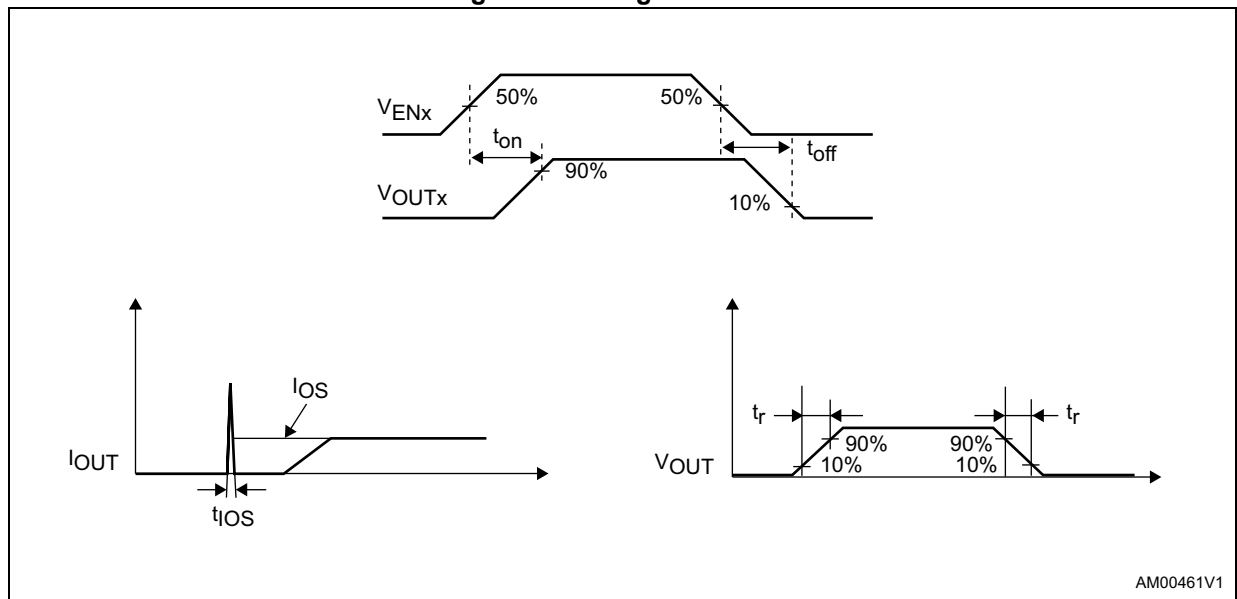 VENx
50%
50%
ton
toff
VOUTx
90%
10%
IOS
IOUT
tIOS
tr
tr
90%
90%
VOUT
10%
10%
AM00461V1